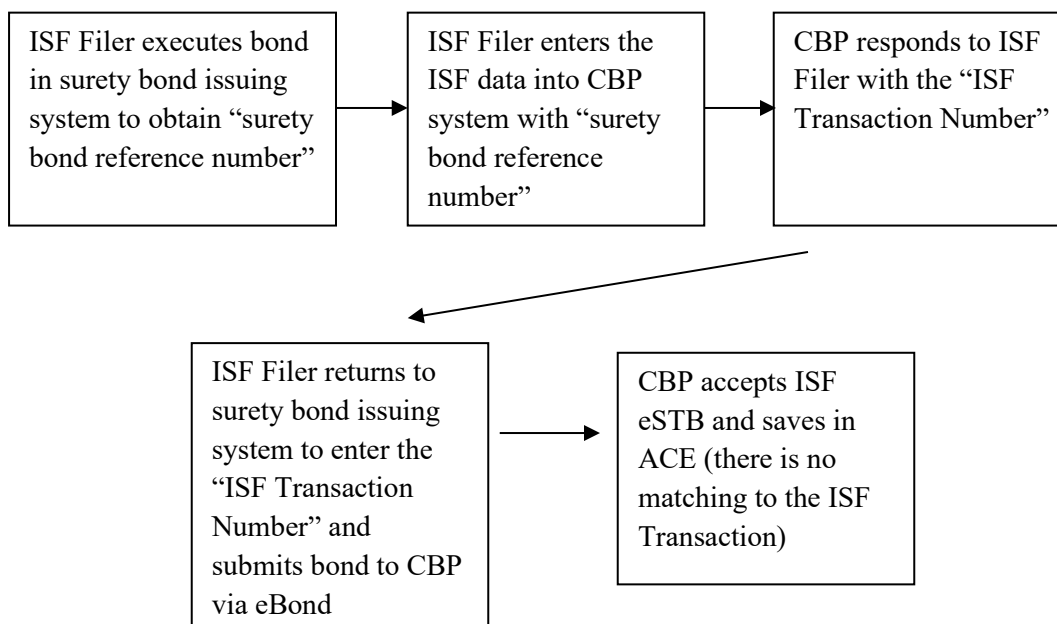 ISF Filer executes bond
in surety bond issuing
system to obtain “surety
bond reference number”
ISF Filer enters the
ISF data into CBP
system with “surety
bond reference
number”
CBP responds to ISF
Filer with the “ISF
Transaction Number”
ISF Filer returns to
surety bond issuing
system to enter the
“ISF Transaction
Number” and
submits bond to CBP
via eBond
CBP accepts ISF
eSTB and saves in
ACE (there is no
matching to the ISF
Transaction)